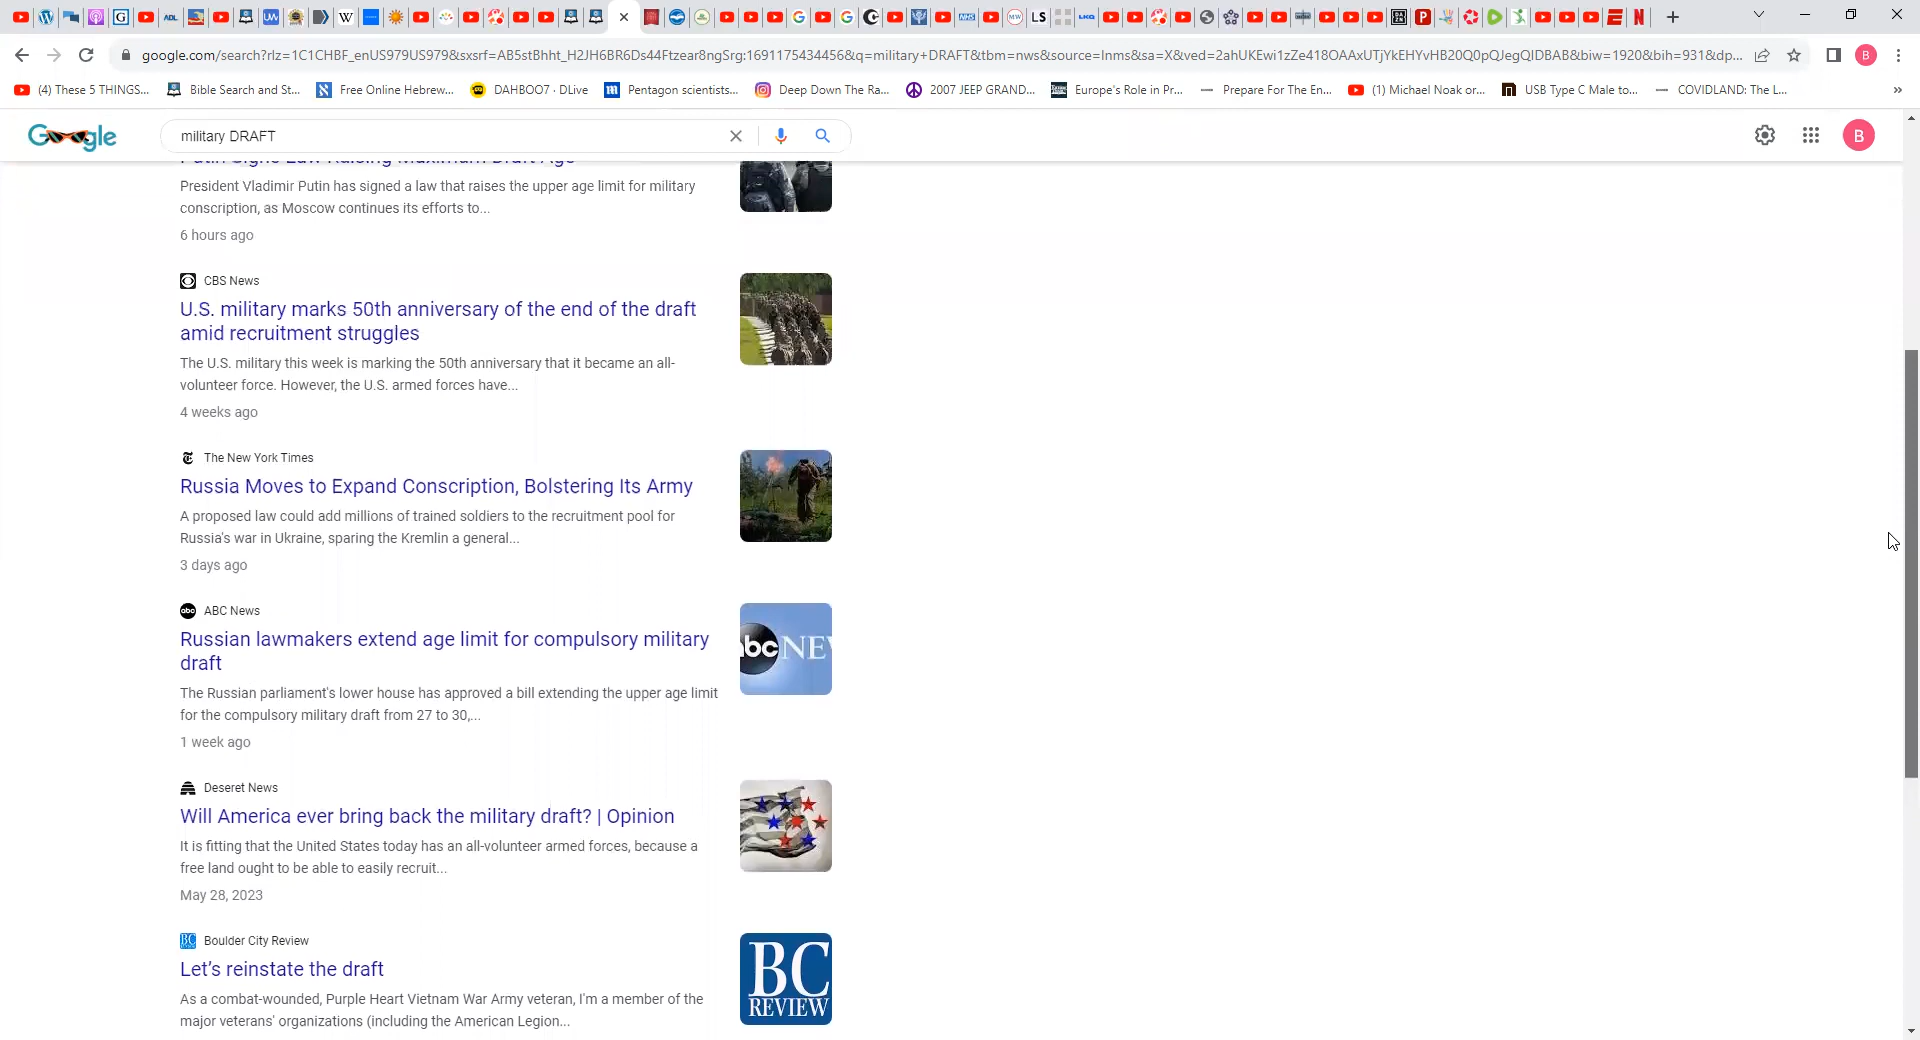 google.com/search?rlz=1C1CHBF_enUS979US979&sxsrf=AB5stBhht_H2JH6BR6Ds44Ftzear8ngSrg:1691175434456&q=military+DRAFT&tbm=nws&source=lnms&sa=X&ved=2ahUKEwi1zZe418OAAxUTjYkEHYvHB20Q0pQJegQIDBAB&biw=1920&bih=931&dp...
B
(4) These 5 THINGS...
Bible Search and St...
Free Online Hebrew...
DAHBOO7 · DLive
Pentagon scientists...
Deep Down The Ra...
2007 JEEP GRAND...
Europe's Role in Pr...
Prepare For The En...
(1) Michael Noak or...
USB Type C Male to...
COVIDLAND: The L...
Google
military DRAFT
B
Putin Signs Law Raising Maximum Draft Age
President Vladimir Putin has signed a law that raises the upper age limit for military
conscription, as Moscow continues its efforts to...
6 hours ago
CBS News
U.S. military marks 50th anniversary of the end of the draft
amid recruitment struggles
The U.S. military this week is marking the 50th anniversary that it became an all-
volunteer force. However, the U.S. armed forces have...
4 weeks ago
The New York Times
Russia Moves to Expand Conscription, Bolstering Its Army
A proposed law could add millions of trained soldiers to the recruitment pool for
Russia's war in Ukraine, sparing the Kremlin a general...
3 days ago
abc ABC News
Russian lawmakers extend age limit for compulsory military
draft
The Russian parliament's lower house has approved a bill extending the upper age limit
for the compulsory military draft from 27 to 30,...
1 week ago
abc NEW
Deseret News
Will America ever bring back the military draft? | Opinion
It is fitting that the United States today has an all-volunteer armed forces, because a
free land ought to be able to easily recruit...
May 28, 2023
BC Boulder City Review
Let's reinstate the draft
As a combat-wounded, Purple Heart Vietnam War Army veteran, I'm a member of the
major veterans' organizations (including the American Legion...
BC
REVIEW